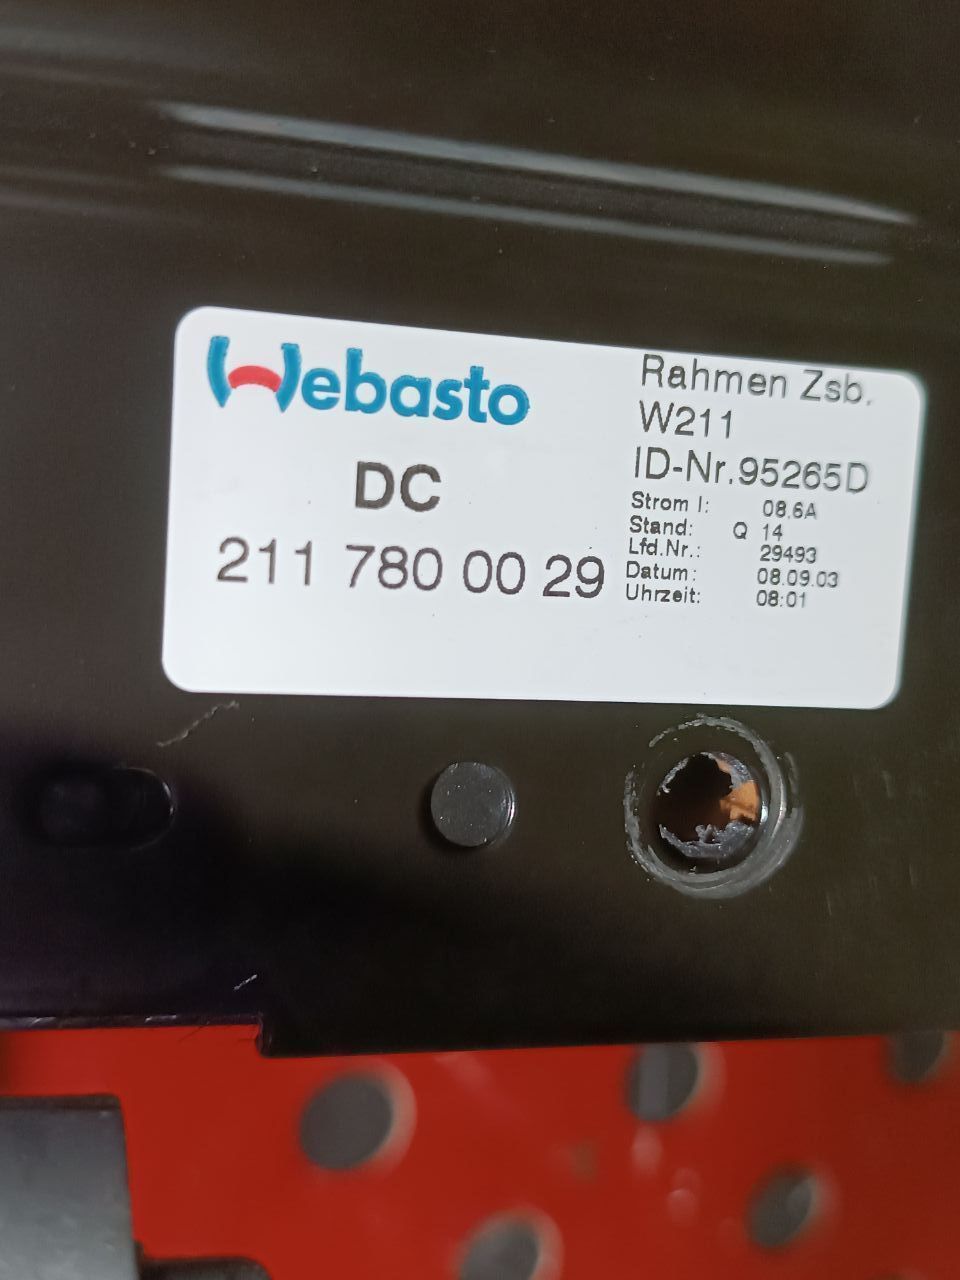 Webasto
DC
211 780 00 29
Rahmen Zsb.
W211
ID-Nr.95265D
Strom I: 08.6A
Stand: Q 14
Lfd.Nr.: 29493
Datum: 08.09.03
Uhrzeit: 08:01